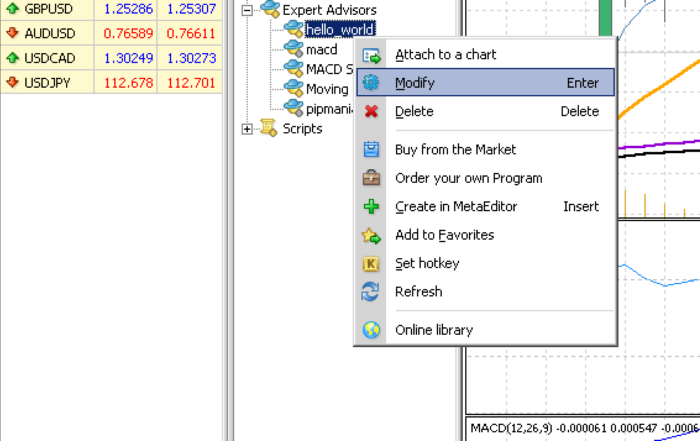 GBPUSD 1.25286 1.25307
AUDUSD 0.76589 0.76611
USDCAD 1.30249 1.30273
USDJPY 112.678 112.701
Expert Advisors
hello_world
macd
MACD S
Moving
pipmani
Scripts
Attach to a chart
Modify Enter
Delete Delete
Buy from the Market
Order your own Program
Create in MetaEditor Insert
Add to Favorites
Set hotkey
Refresh
Online library
MACD(12,26,9) -0.000061 0.000547 -0.0006